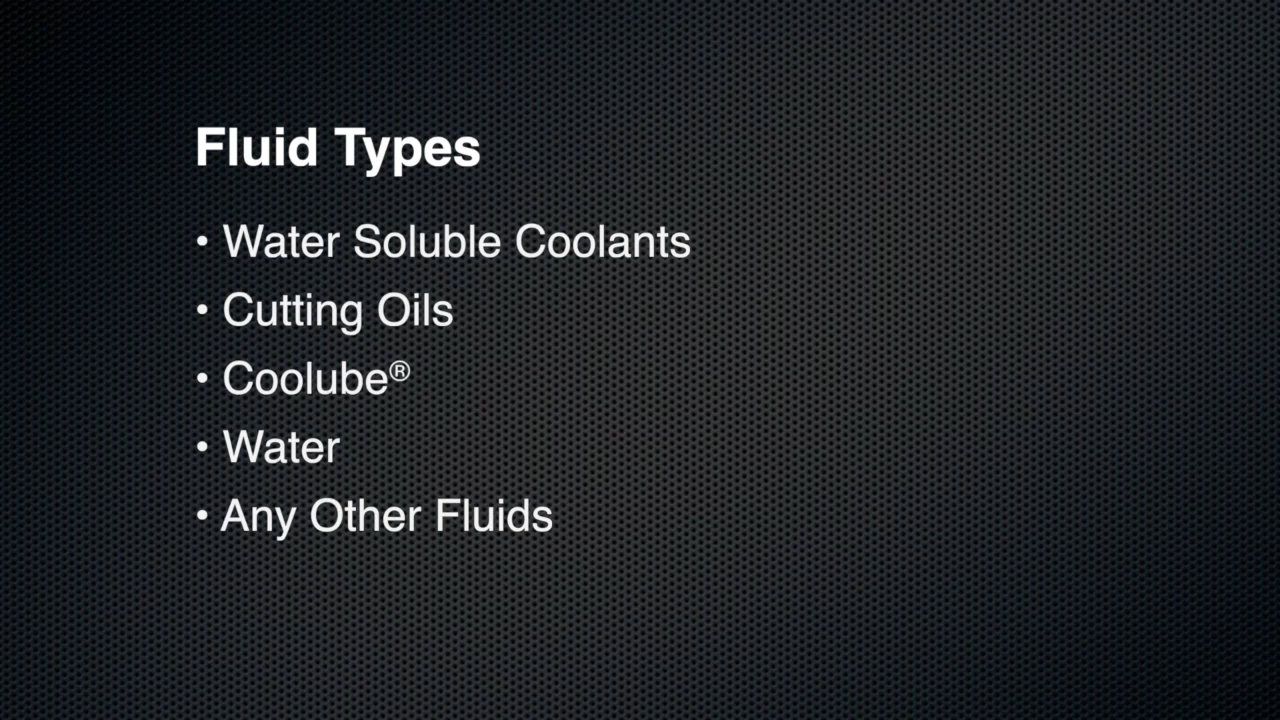 Fluid Types
• Water Soluble Coolants
• Cutting Oils
• Coolube®
• Water
• Any Other Fluids